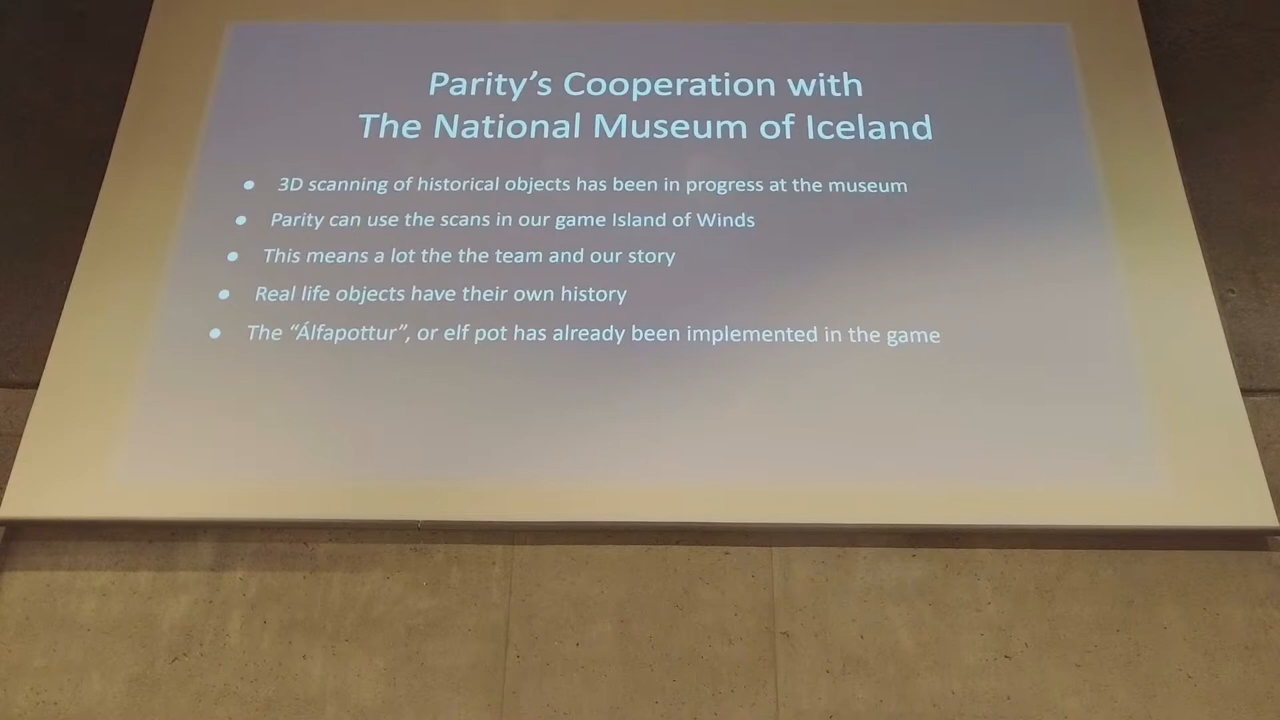 Parity's Cooperation with
The National Museum of Iceland
● 3D scanning of historical objects has been in progress at the museum
● Parity can use the scans in our game Island of Winds
● This means a lot the the team and our story
● Real life objects have their own history
● The “Álfapottur”, or elf pot has already been implemented in the game